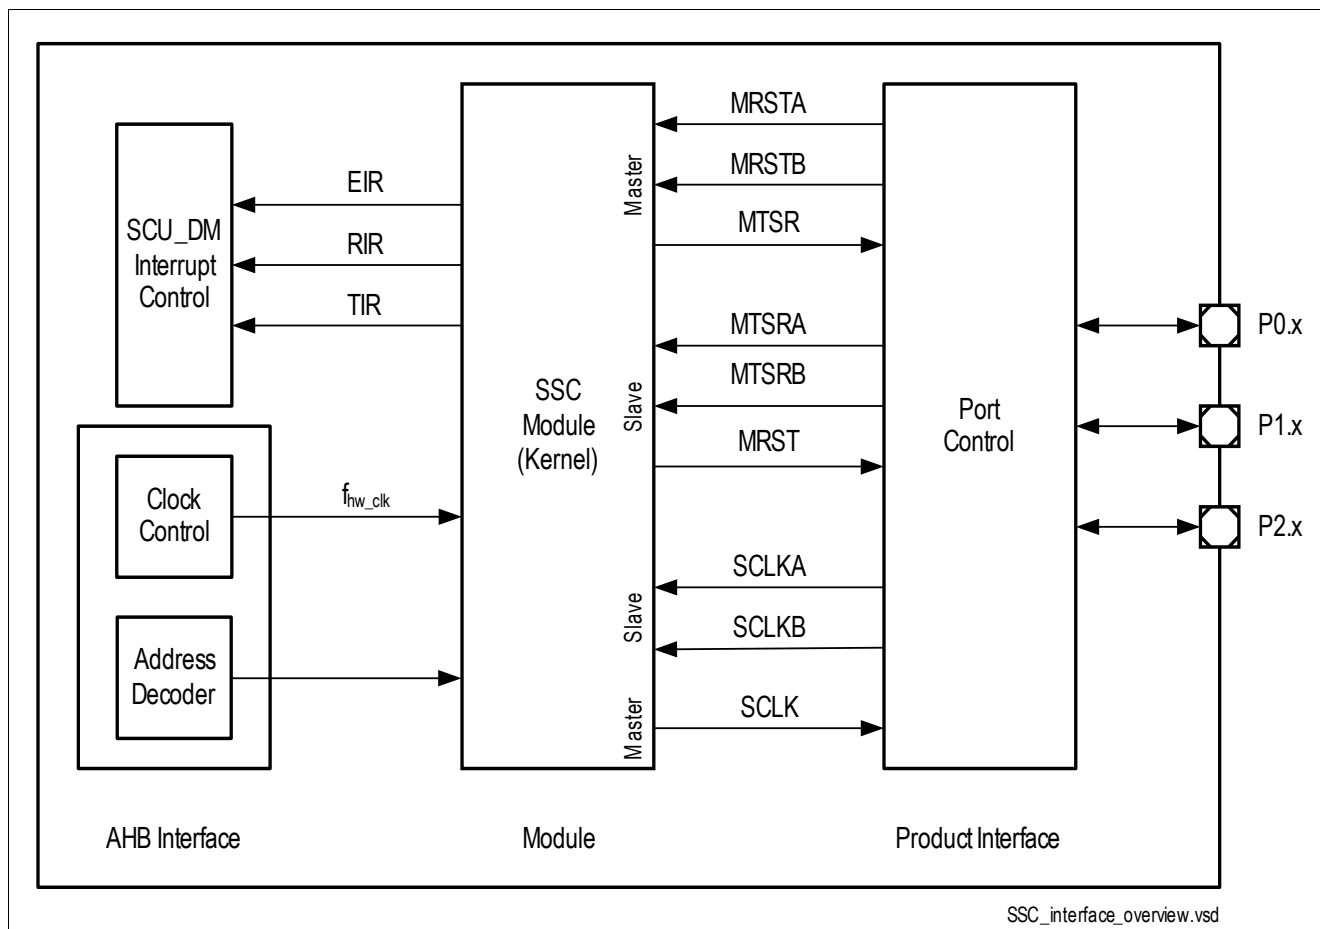 MRSTA
MRSTB
MTSR
Master
EIR
RIR
TIR
SCU_DM
Interrupt
Control
MTSRA
MTSRB
MRST
Slave
SSC
Module
(Kernel)
Port
Control
P0.x
P1.x
P2.x
Clock
Control
fhw_clk
Address
Decoder
SCLKA
SCLKB
Slave
SCLK
Master
AHB Interface
Module
Product Interface
SSC_interface_overview.vsd